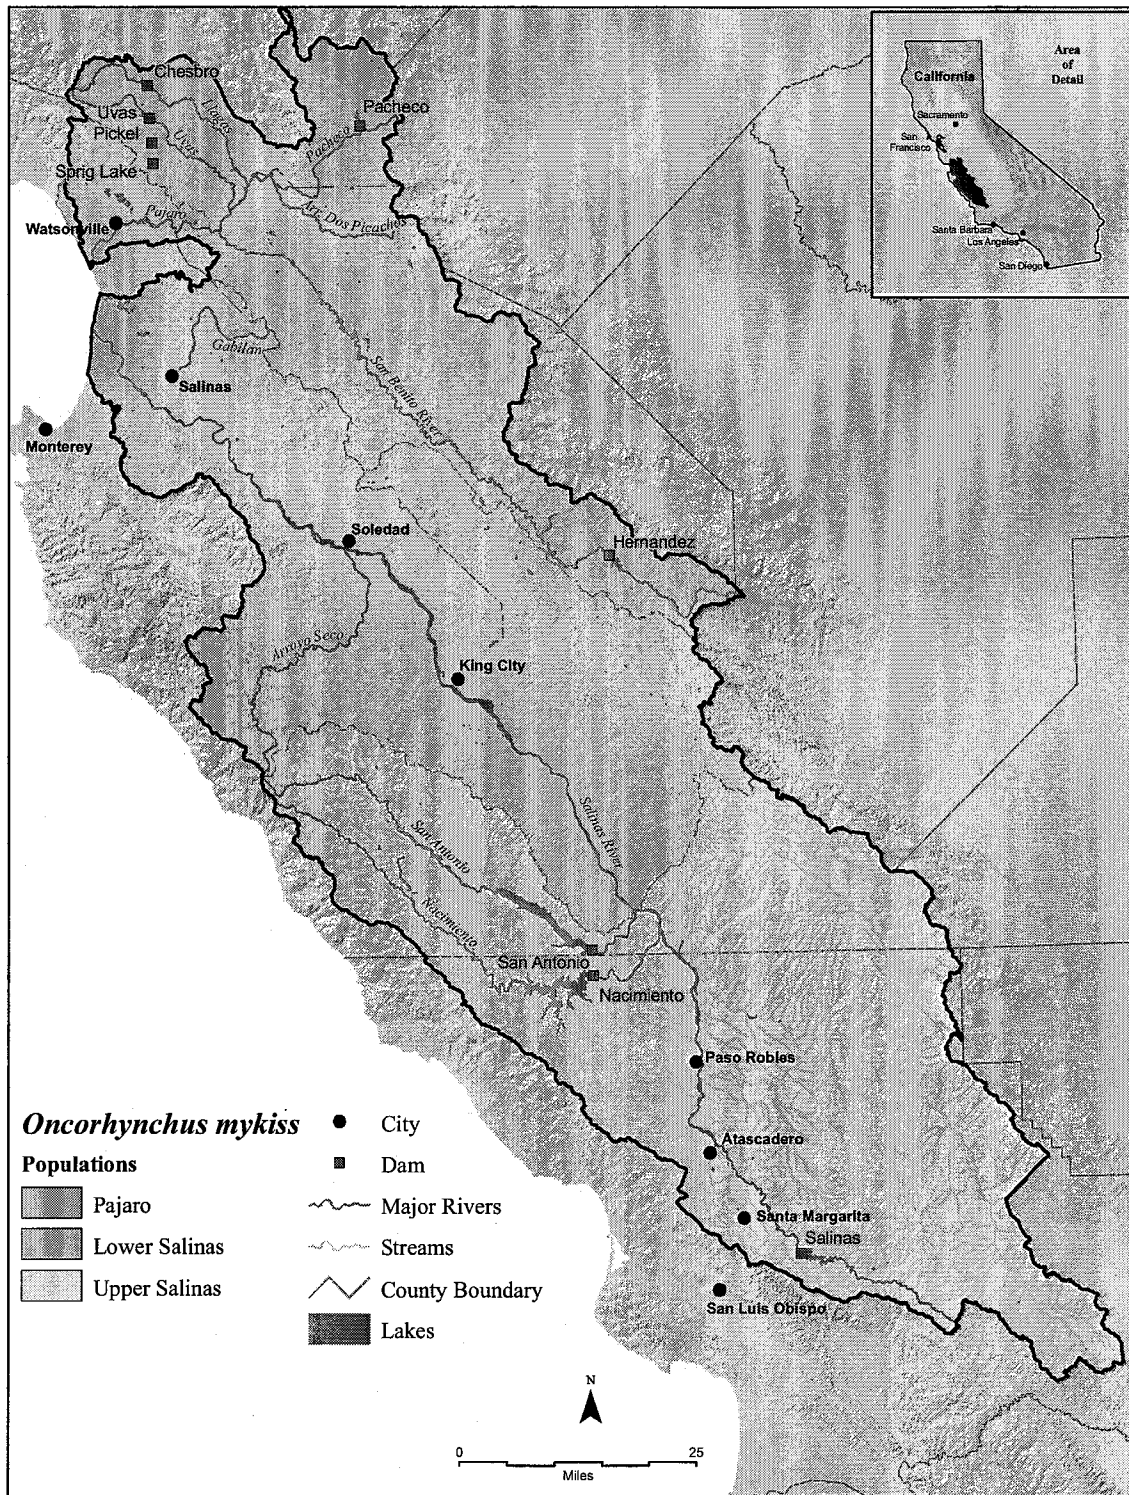 Chesbro
Uvas
Pickel
Sprig Lake
Llagas
Uvas
Pacheco
Pacheco
Pajaro
Arr. Dos Picachos
Watsonville
Area
of
Detail
California
Sacramento
San
Francisco
Santa Barbara
Los Angeles
San Diego
Gabilan
Salinas
San Benito River
Monterey
Soledad
Hernandez
Arroyo Seco
King City
Salinas River
San Antonio
Nacimiento
San Antonio
Nacimiento
Paso Robles
Atascadero
Santa Margarita
Salinas
San Luis Obispo
Oncorhynchus mykiss
Populations
Pajaro
Lower Salinas
Upper Salinas
City
Dam
Major Rivers
Streams
County Boundary
Lakes
N
0 25
Miles